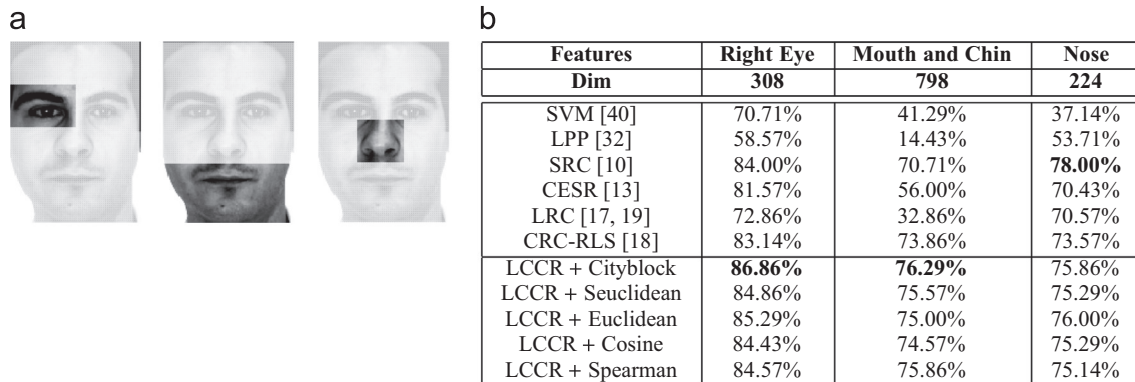 a
b
Features Right Eye Mouth and Chin Nose
Dim 308 798 224
SVM [40] 70.71% 41.29% 37.14%
LPP [32] 58.57% 14.43% 53.71%
SRC [10] 84.00% 70.71% 78.00%
CESR [13] 81.57% 56.00% 70.43%
LRC [17, 19] 72.86% 32.86% 70.57%
CRC-RLS [18] 83.14% 73.86% 73.57%
LCCR + Cityblock 86.86% 76.29% 75.86%
LCCR + Seuclidean 84.86% 75.57% 75.29%
LCCR + Euclidean 85.29% 75.00% 76.00%
LCCR + Cosine 84.43% 74.57% 75.29%
LCCR + Spearman 84.57% 75.86% 75.14%